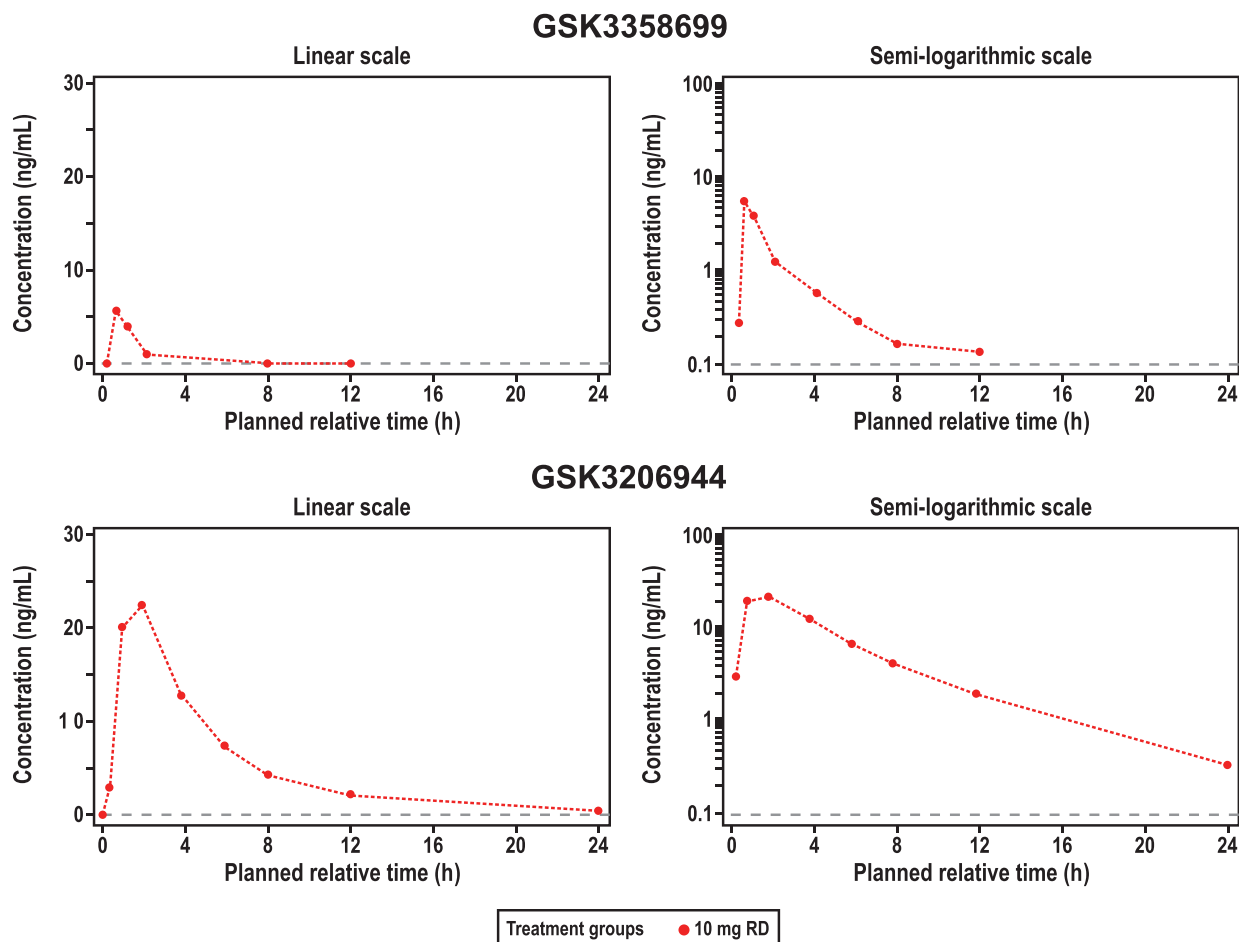 GSK3358699
Linear scale
Semi-logarithmic scale
30
20
10
0
Concentration (ng/mL)
0 4 8 12 16 20 24
Planned relative time (h)
100
10
1
0.1
Concentration (ng/mL)
0 4 8 12 16 20 24
Planned relative time (h)
GSK3206944
Linear scale
Semi-logarithmic scale
30
20
1 0
0
Concentration (ng/mL)
0 4 8 12 16 20 24
Planned relative time (h)
100
10
1
0.1
Concentration (ng/mL)
0 4 8 12 16 20 24
Planned relative time (h)
Treatment groups 10 mg RD